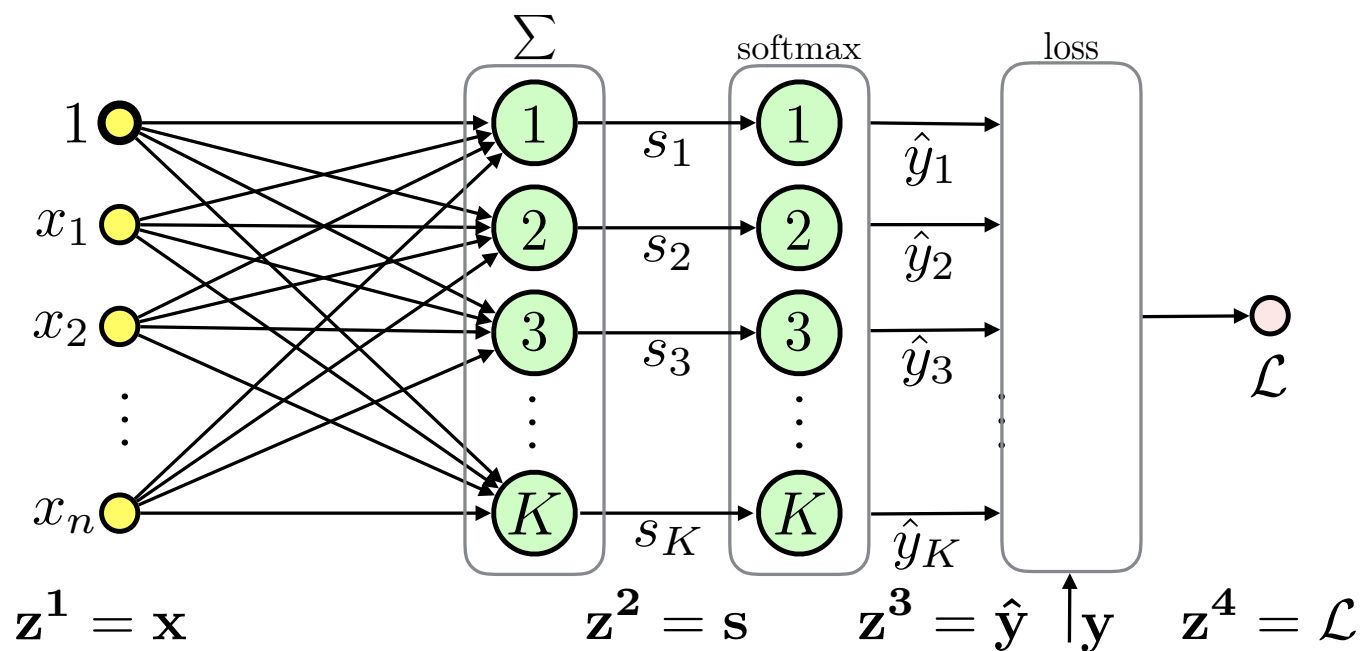 ∑ softmax loss
1 1 s₁ 1 ŷ₁
x₁ 2 s₂ 2 ŷ₂
x₂ 3 s₃ 3 ŷ₃
⋮ ⋮ ⋮ ⋮
ℒ
xₙ K s_K K ŷ_K
z¹ = x z² = s z³ = ŷ y z⁴ = ℒ